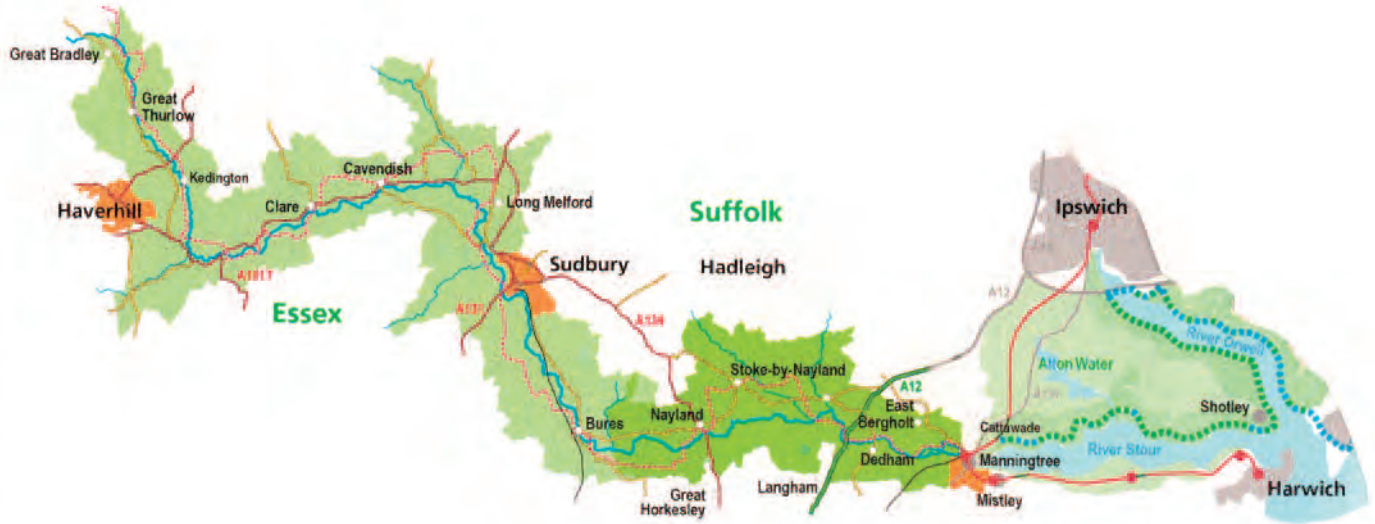 Great Bradley
Great
Thurlow
Kedington
Haverhill
Clare
Cavendish
Long Melford
A1017
Essex
Sudbury
Suffolk
Hadleigh
A134
Stoke-by-Nayland
Nayland
Bures
Great
Horkesley
Langham
A12
East
Bergholt
Dedham
Cattawade
Manningtree
Mistley
Ipswich
A12
Alton Water
River Orwell
Shotley
River Stour
Harwich